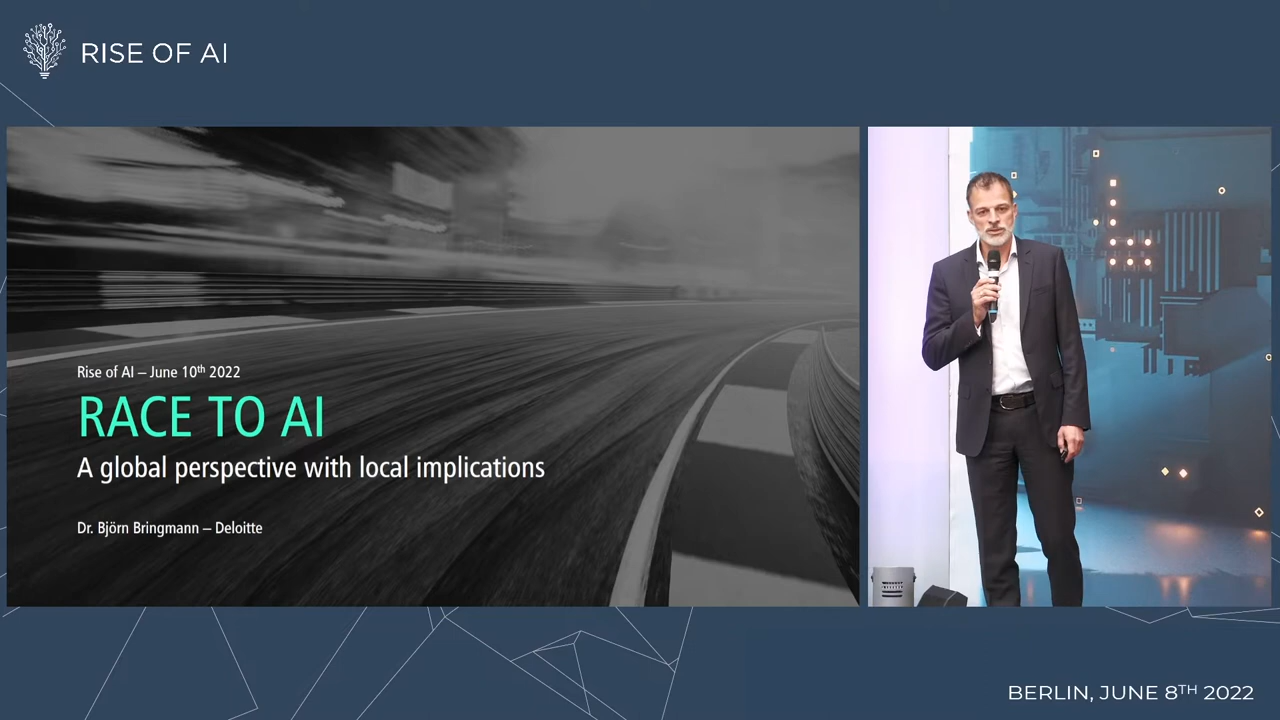 RISE OF AI
Rise of AI – June 10th 2022
RACE TO AI
A global perspective with local implications
Dr. Björn Bringmann – Deloitte
BERLIN, JUNE 8TH 2022